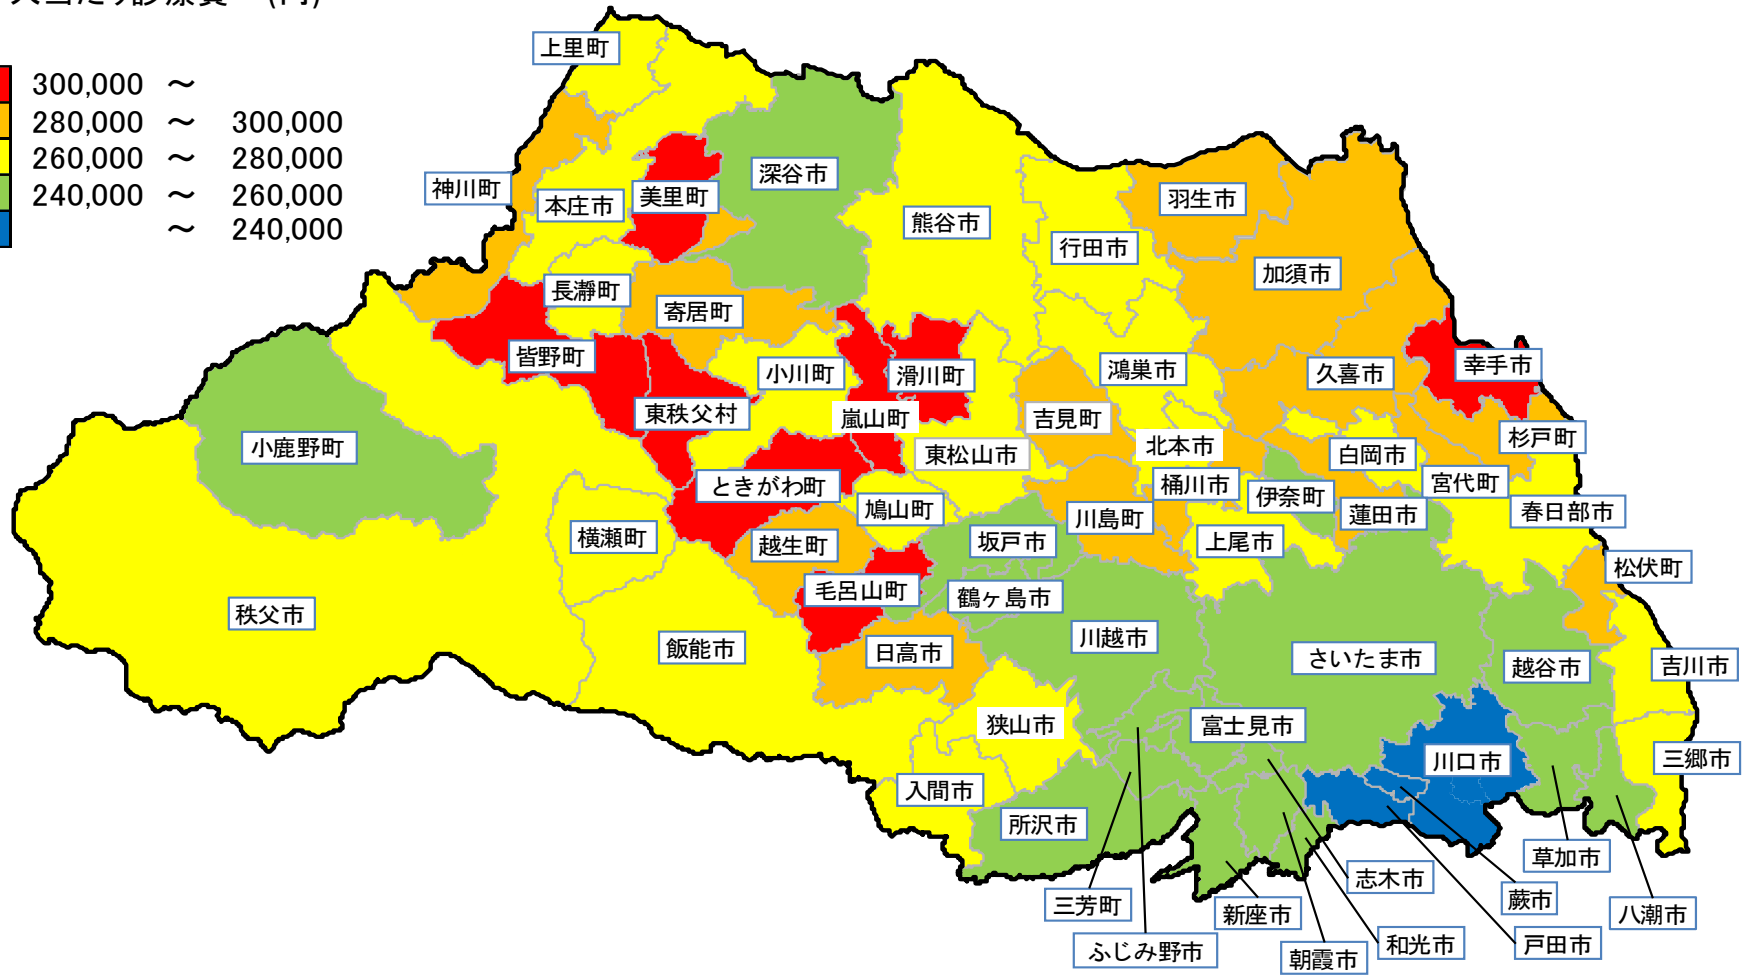 人当たり診療費 (円)
300,000 ～
280,000 ～ 300,000
260,000 ～ 280,000
240,000 ～ 260,000
～ 240,000
上里町
神川町
本庄市
美里町
深谷市
熊谷市
行田市
羽生市
加須市
長瀞町
寄居町
皆野町
小川町
滑川町
鴻巣市
久喜市
幸手市
東秩父村
嵐山町
吉見町
小鹿野町
東松山市
北本市
白岡市
杉戸町
ときがわ町
鳩山町
桶川市
伊奈町
宮代町
横瀬町
越生町
坂戸市
川島町
上尾市
蓮田市
春日部市
松伏町
秩父市
毛呂山町
鶴ヶ島市
飯能市
日高市
川越市
さいたま市
越谷市
吉川市
狭山市
富士見市
川口市
三郷市
入間市
所沢市
草加市
志木市
蕨市
三芳町
新座市
八潮市
ふじみ野市
朝霞市
和光市
戸田市